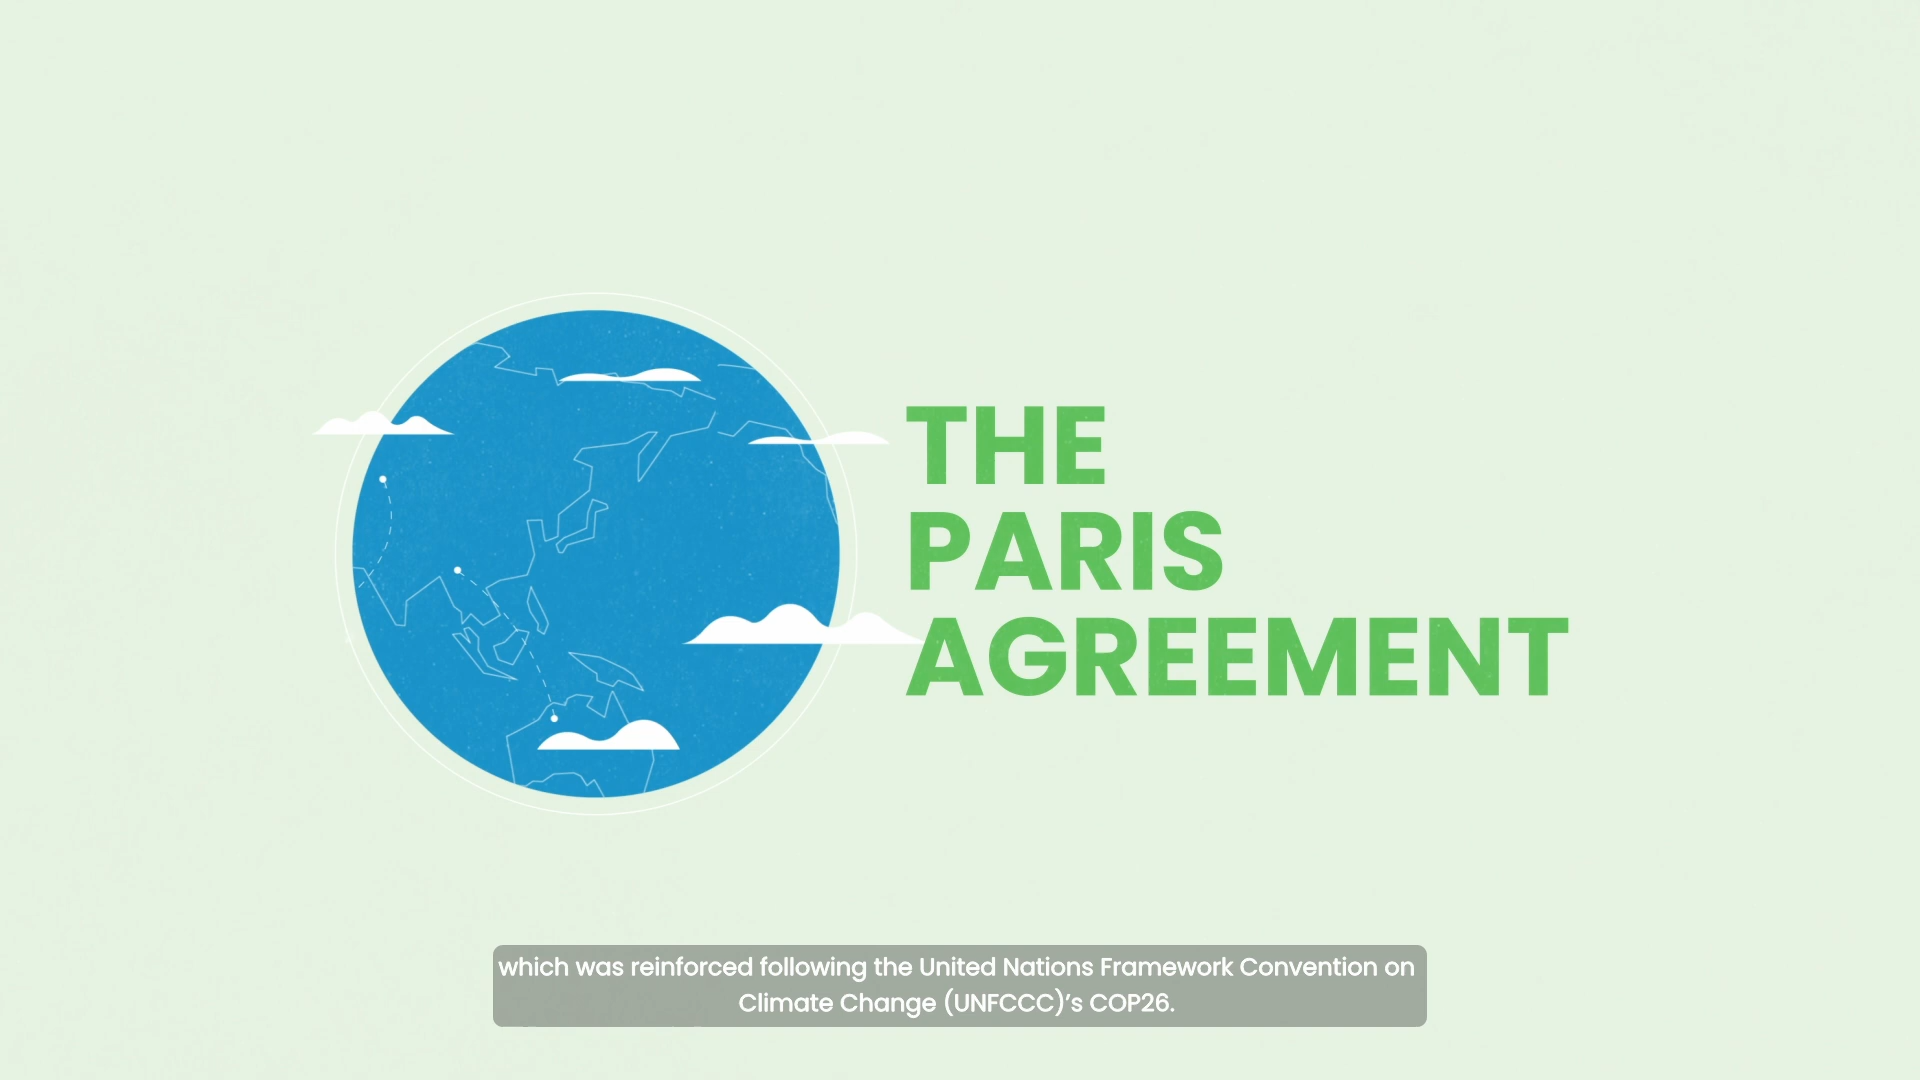 THE
PARIS
AGREEMENT
which was reinforced following the United Nations Framework Convention on
Climate Change (UNFCCC)’s COP26.